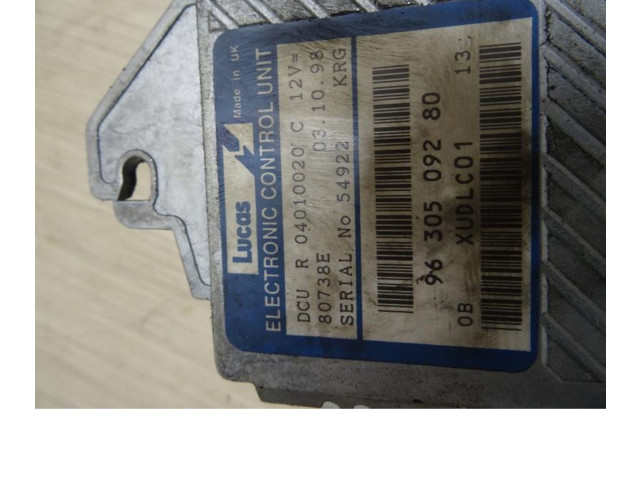 Lucas Made in UK
ELECTRONIC CONTROL UNIT
DCU R 04010020 C 12V=
80738E 03.10.98
SERIAL No 54922 KRG
96 305 092 80
0B XUDLC01 13;